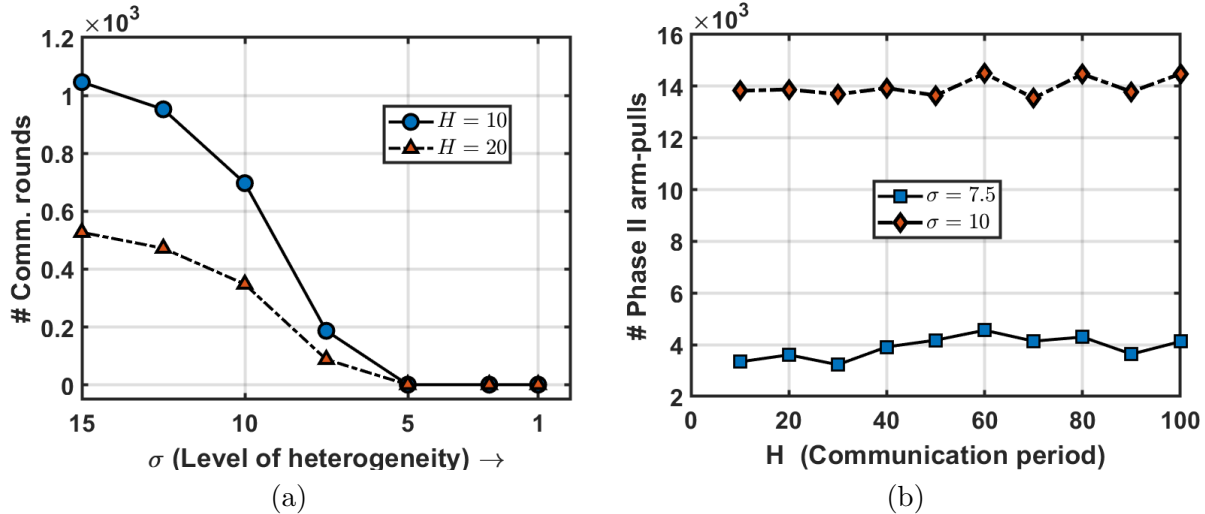 ×10³
1.2
1
0.8
0.6
0.4
0.2
0
# Comm. rounds
H = 10
H = 20
15 10 5 1
σ (Level of heterogeneity) →
(a)
×10³
16
14
12
10
8
6
4
2
# Phase II arm-pulls
σ = 7.5
σ = 10
0 20 40 60 80 100
H (Communication period)
(b)